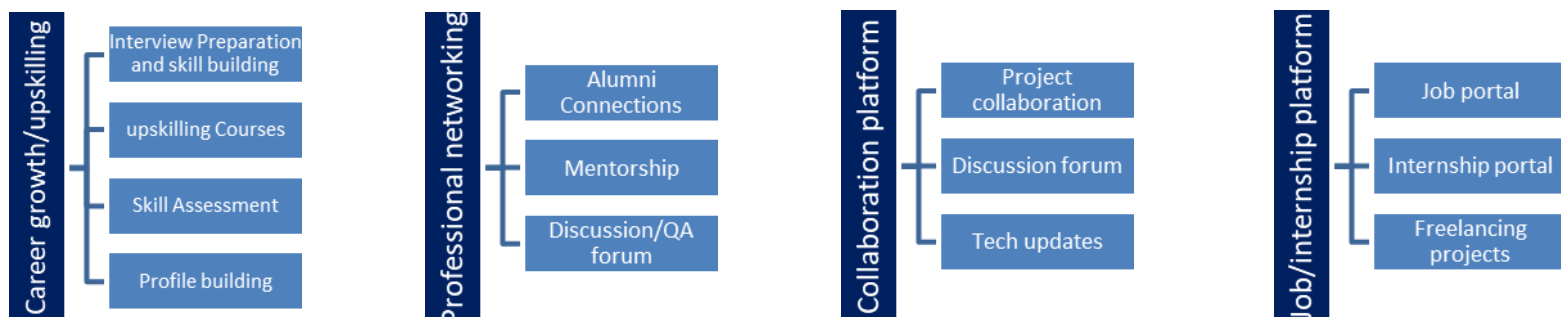 Career growth/upskilling
Interview Preparation
and skill building
upskilling Courses
Skill Assessment
Profile building
Professional networking
Alumni
Connections
Mentorship
Discussion/QA
forum
Collaboration platform
Project
collaboration
Discussion forum
Tech updates
Job/internship platform
Job portal
Internship portal
Freelancing
projects